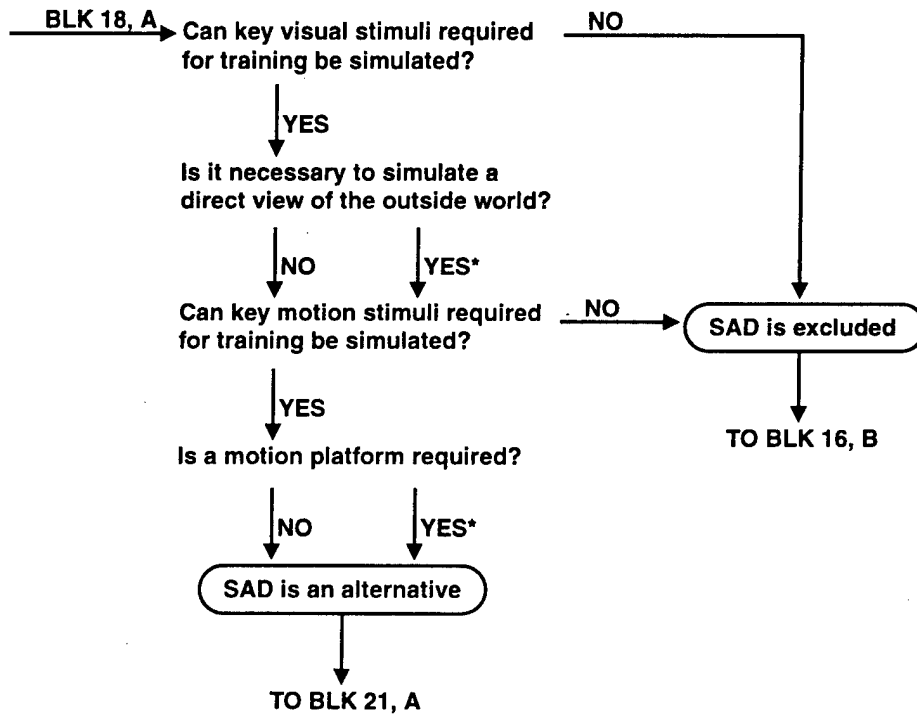 BLK 18, A
Can key visual stimuli required
for training be simulated?
NO
YES
Is it necessary to simulate a
direct view of the outside world?
NO
YES*
Can key motion stimuli required
for training be simulated?
NO
SAD is excluded
YES
TO BLK 16, B
Is a motion platform required?
NO
YES*
SAD is an alternative
TO BLK 21, A